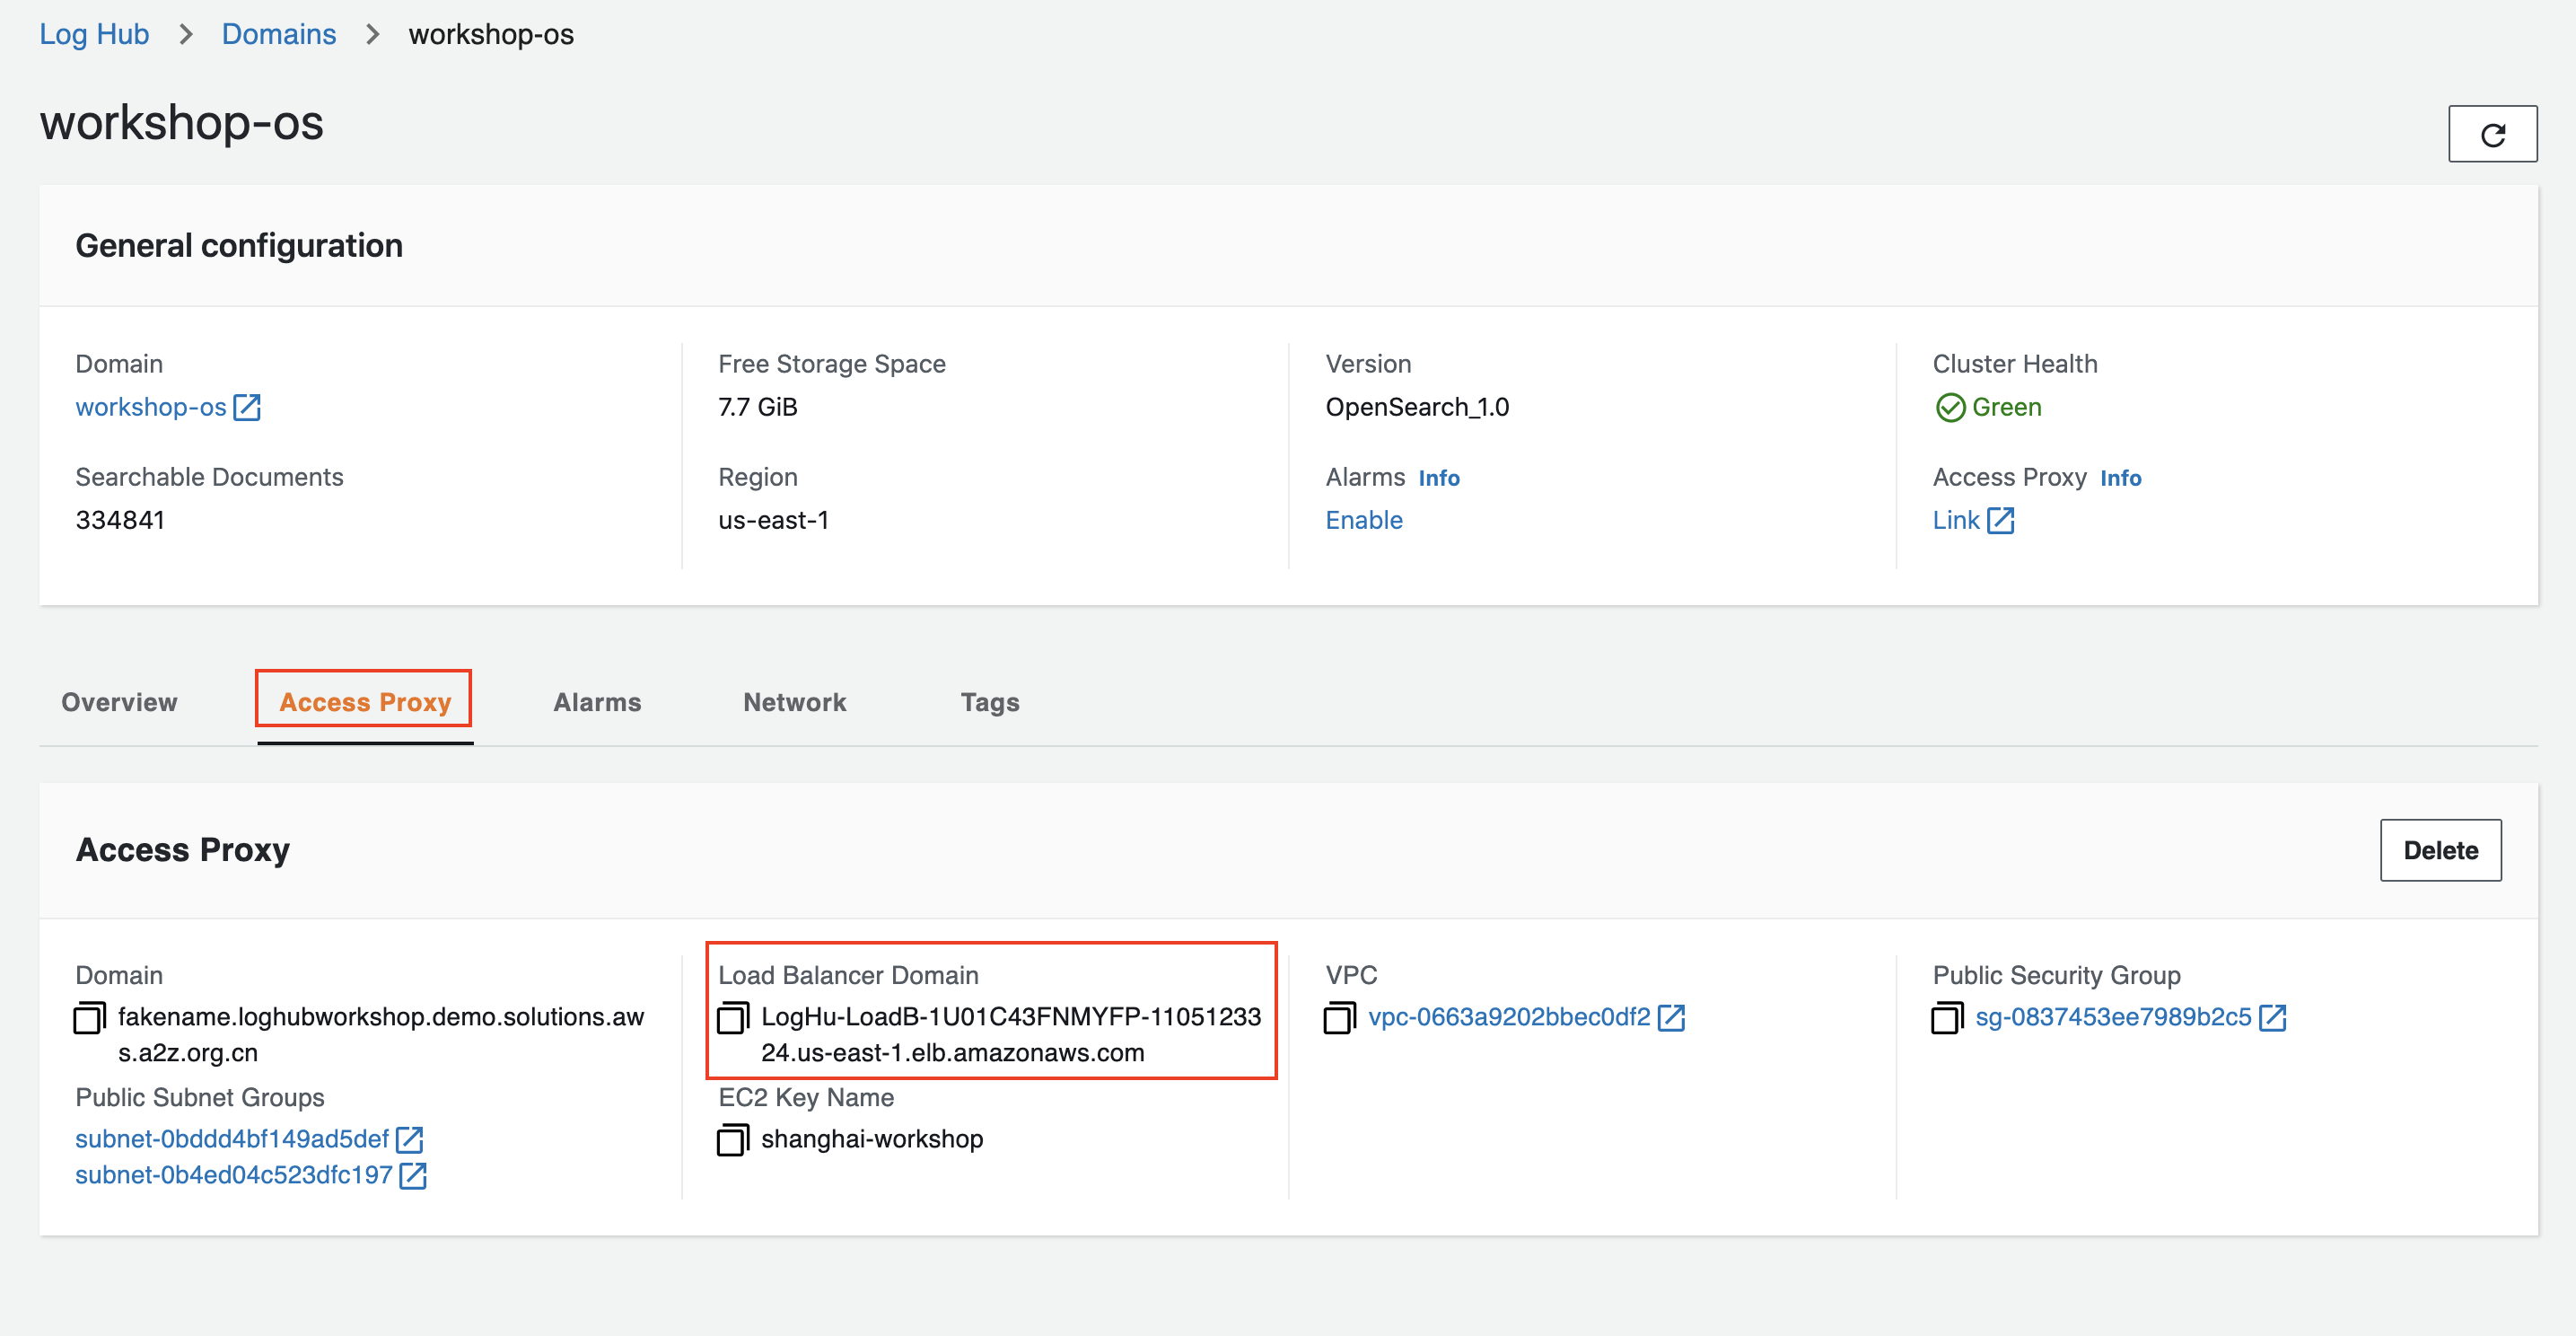 Log Hub > Domains > workshop-os
workshop-os
General configuration
Domain
workshop-os
Free Storage Space
7.7 GiB
Version
OpenSearch_1.0
Cluster Health
Green
Searchable Documents
334841
Region
us-east-1
Alarms Info
Enable
Access Proxy Info
Link
Overview
Access Proxy
Alarms
Network
Tags
Access Proxy
Delete
Domain
fakename.loghubworkshop.demo.solutions.aw
s.a2z.org.cn
Load Balancer Domain
LogHu-LoadB-1U01C43FNMYFP-11051233
24.us-east-1.elb.amazonaws.com
VPC
vpc-0663a9202bbec0df2
Public Security Group
sg-0837453ee7989b2c5
Public Subnet Groups
subnet-0bddd4bf149ad5def
subnet-0b4ed04c523dfc197
EC2 Key Name
shanghai-workshop